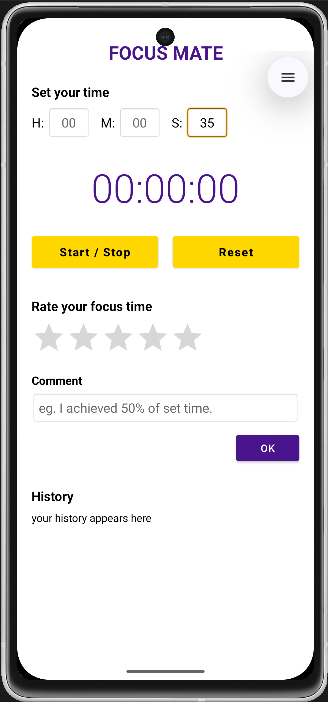 FOCUS MATE
Set your time
H: 00 M: 00 S: 35
00:00:00
Start / Stop Reset
Rate your focus time
Comment
eg. I achieved 50% of set time.
OK
History
your history appears here